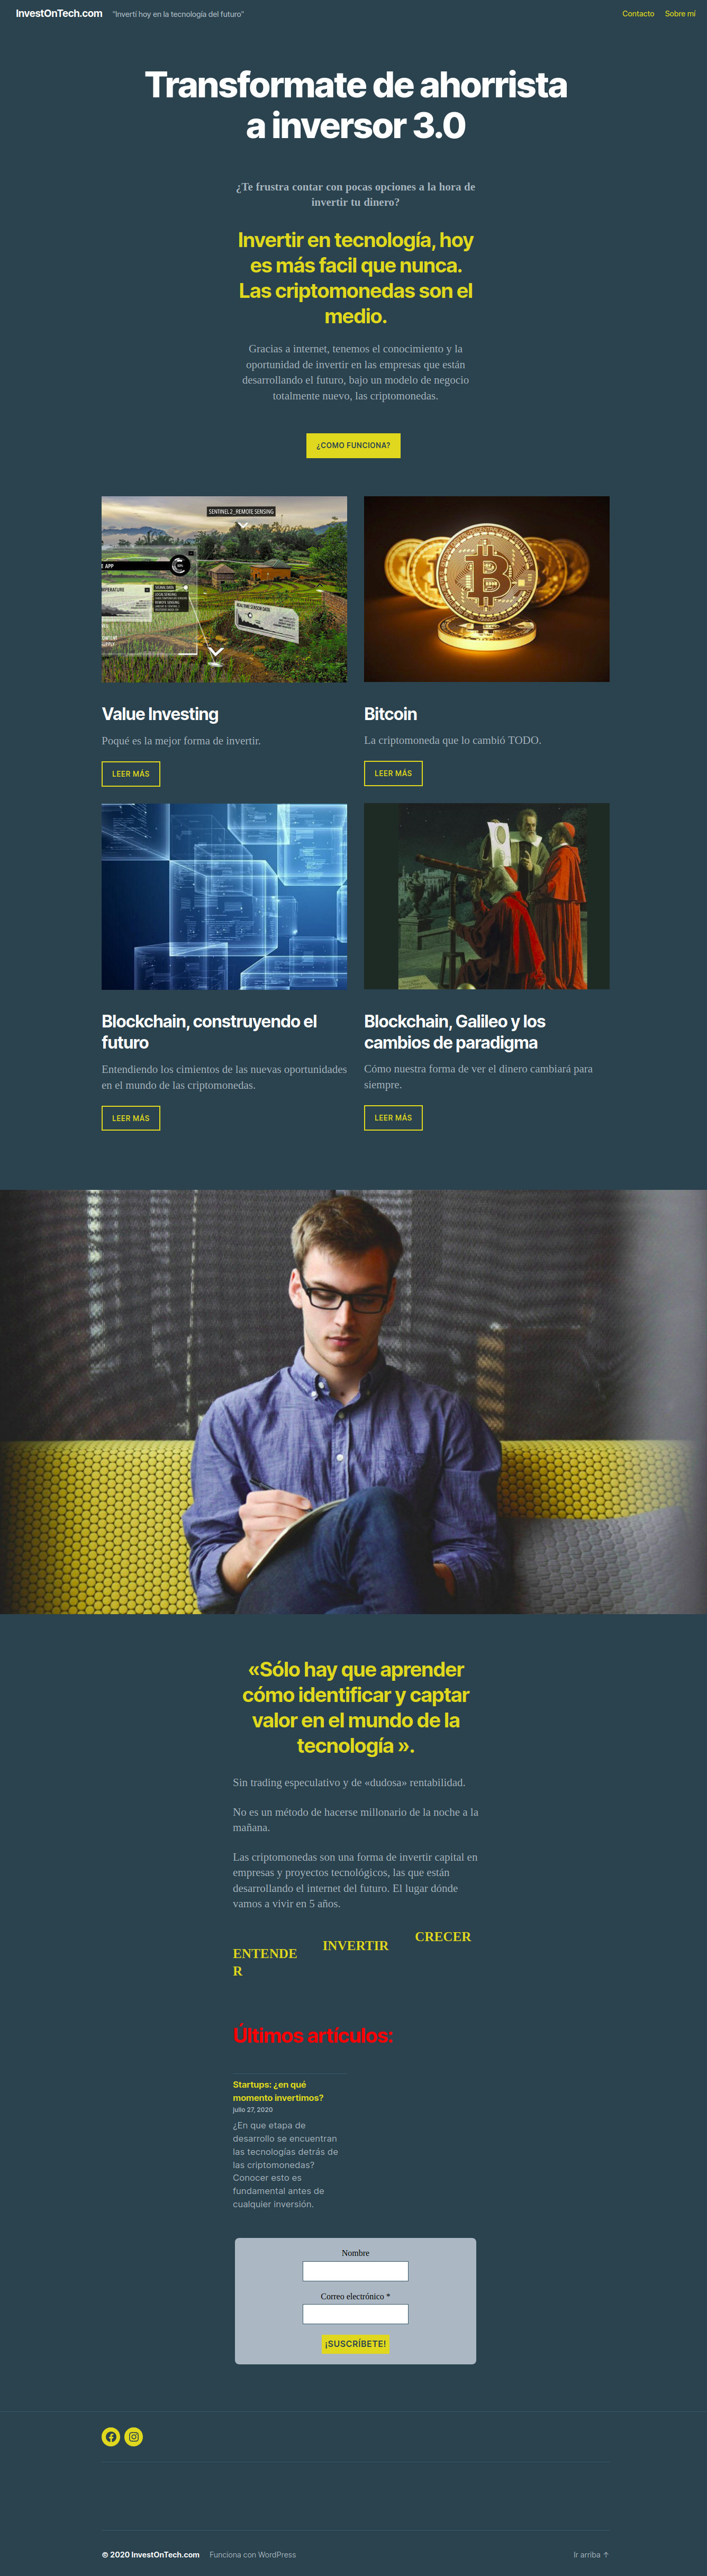 InvestOnTech.com
"Invertí hoy en la tecnología del futuro"
Contacto
Sobre mí
Transformate de ahorrista
a inversor 3.0
¿Te frustra contar con pocas opciones a la hora de
invertir tu dinero?
Invertir en tecnología, hoy
es más facil que nunca.
Las criptomonedas son el
medio.
Gracias a internet, tenemos el conocimiento y la
oportunidad de invertir en las empresas que están
desarrollando el futuro, bajo un modelo de negocio
totalmente nuevo, las criptomonedas.
¿COMO FUNCIONA?
SENTINEL2_REMOTE SENSING
APP
Value Investing
Poqué es la mejor forma de invertir.
LEER MÁS
Bitcoin
La criptomoneda que lo cambió TODO.
LEER MÁS
Blockchain, construyendo el
futuro
Entendiendo los cimientos de las nuevas oportunidades
en el mundo de las criptomonedas.
LEER MÁS
Blockchain, Galileo y los
cambios de paradigma
Cómo nuestra forma de ver el dinero cambiará para
siempre.
LEER MÁS
«Sólo hay que aprender
cómo identificar y captar
valor en el mundo de la
tecnología ».
Sin trading especulativo y de «dudosa» rentabilidad.
No es un método de hacerse millonario de la noche a la
mañana.
Las criptomonedas son una forma de invertir capital en
empresas y proyectos tecnológicos, las que están
desarrollando el internet del futuro. El lugar dónde
vamos a vivir en 5 años.
ENTENDE
R
INVERTIR
CRECER
Últimos artículos:
Startups: ¿en qué
momento invertimos?
julio 27, 2020
¿En que etapa de
desarrollo se encuentran
las tecnologías detrás de
las criptomonedas?
Conocer esto es
fundamental antes de
cualquier inversión.
Nombre
Correo electrónico *
¡SUSCRÍBETE!
© 2020 InvestOnTech.com
Funciona con WordPress
Ir arriba ↑